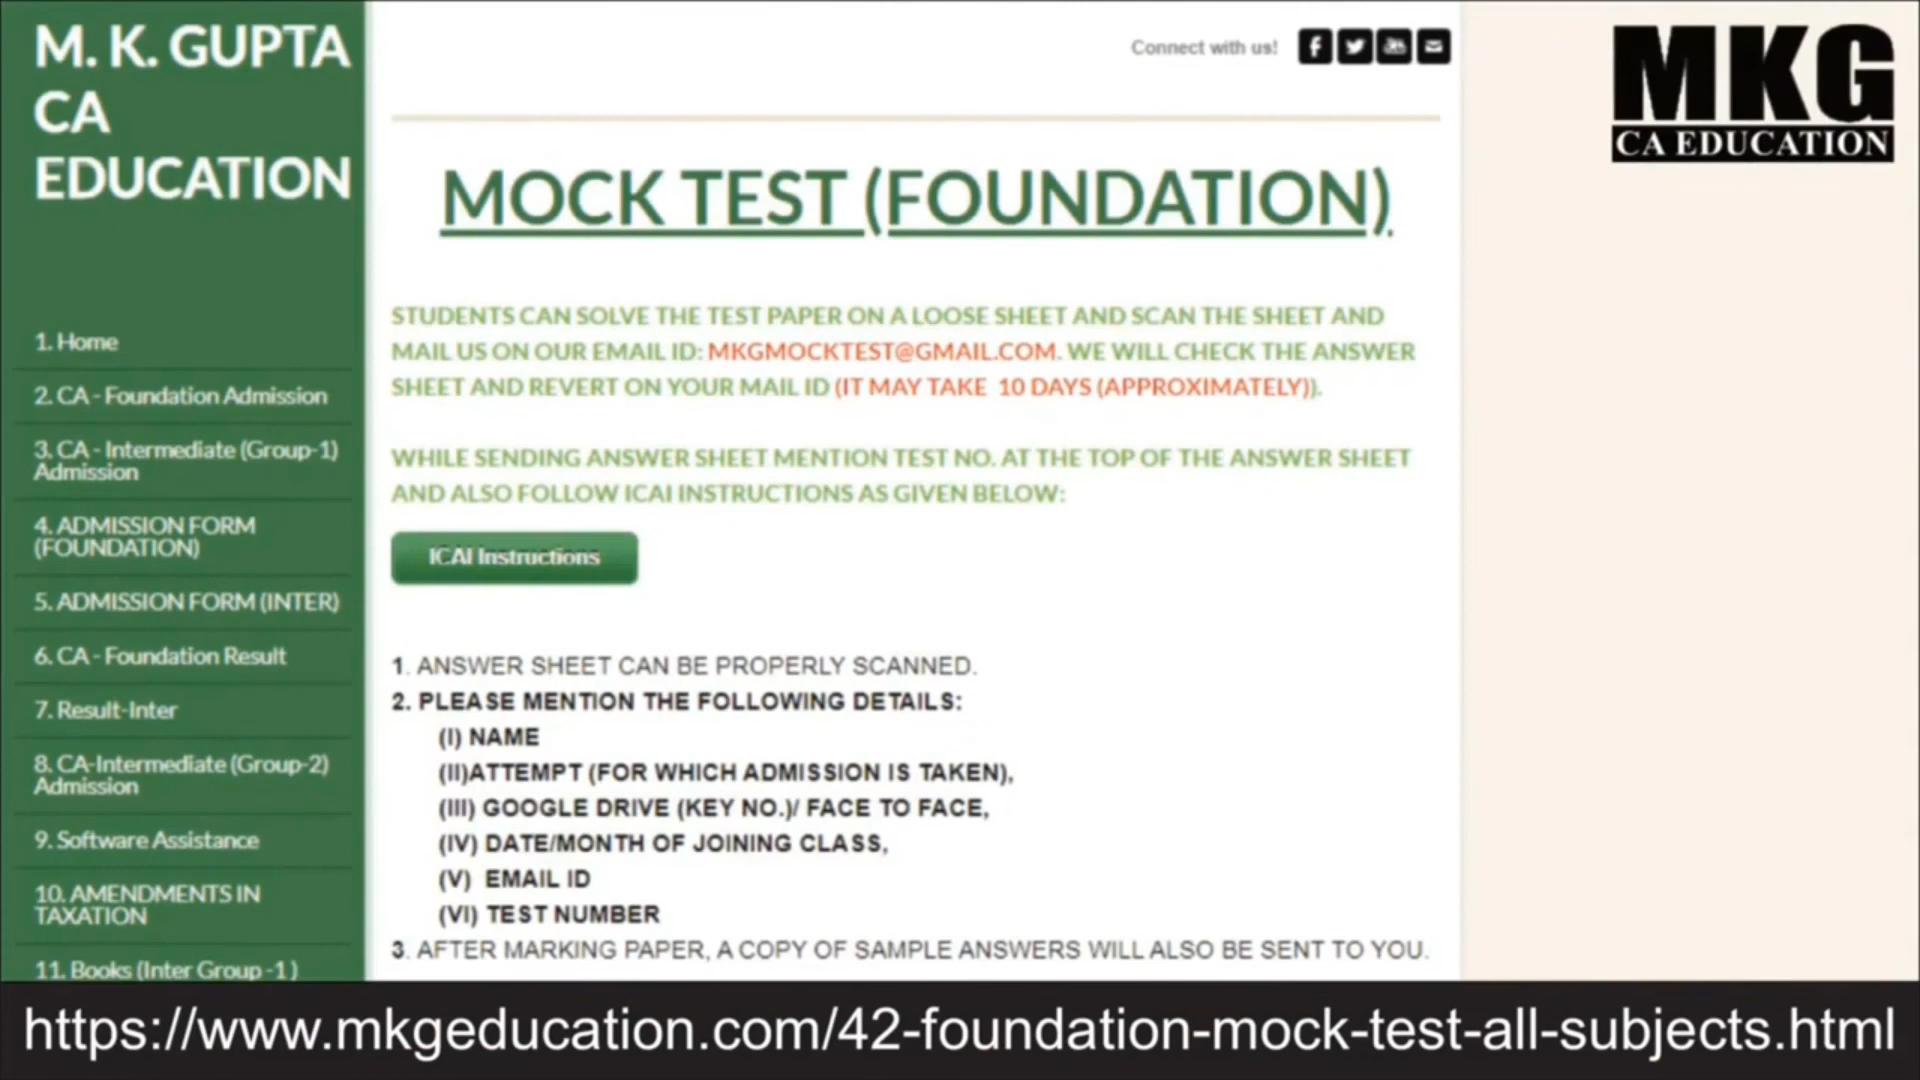 M. K. GUPTA
CA
EDUCATION
1. Home
2. CA - Foundation Admission
3. CA - Intermediate (Group-1)
Admission
4. ADMISSION FORM
(FOUNDATION)
5. ADMISSION FORM (INTER)
6. CA - Foundation Result
7. Result-Inter
8. CA-Intermediate (Group-2)
Admission
9. Software Assistance
10. AMENDMENTS IN
TAXATION
11. Books (Inter Group -1 )
Connect with us!
MOCK TEST (FOUNDATION).
STUDENTS CAN SOLVE THE TEST PAPER ON A LOOSE SHEET AND SCAN THE SHEET AND
MAIL US ON OUR EMAIL ID: MKGMOCKTEST@GMAIL.COM. WE WILL CHECK THE ANSWER
SHEET AND REVERT ON YOUR MAIL ID (IT MAY TAKE 10 DAYS (APPROXIMATELY)).
WHILE SENDING ANSWER SHEET MENTION TEST NO. AT THE TOP OF THE ANSWER SHEET
AND ALSO FOLLOW ICAI INSTRUCTIONS AS GIVEN BELOW:
ICAI Instructions
1. ANSWER SHEET CAN BE PROPERLY SCANNED.
2. PLEASE MENTION THE FOLLOWING DETAILS:
(I) NAME
(II)ATTEMPT (FOR WHICH ADMISSION IS TAKEN),
(III) GOOGLE DRIVE (KEY NO.)/ FACE TO FACE,
(IV) DATE/MONTH OF JOINING CLASS,
(V) EMAIL ID
(VI) TEST NUMBER
3. AFTER MARKING PAPER, A COPY OF SAMPLE ANSWERS WILL ALSO BE SENT TO YOU.
MKG
CA EDUCATION
https://www.mkgeducation.com/42-foundation-mock-test-all-subjects.html